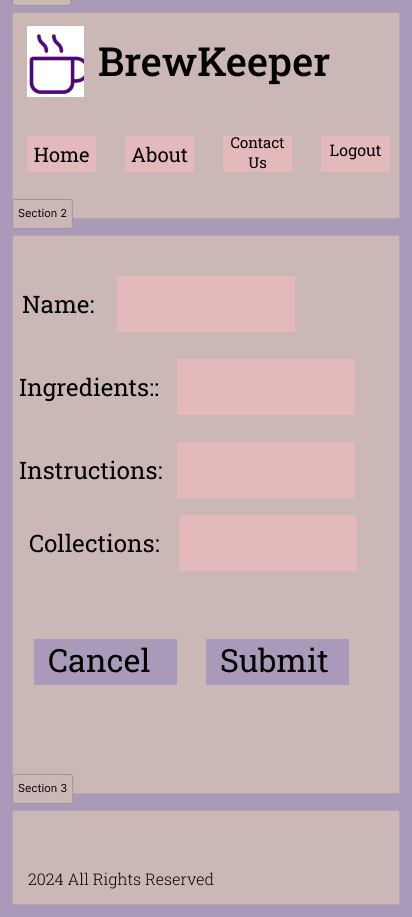 BrewKeeper
Home
About
Contact
Us
Logout
Section 2
Name:
Ingredients::
Instructions:
Collections:
Cancel
Submit
Section 3
2024 All Rights Reserved